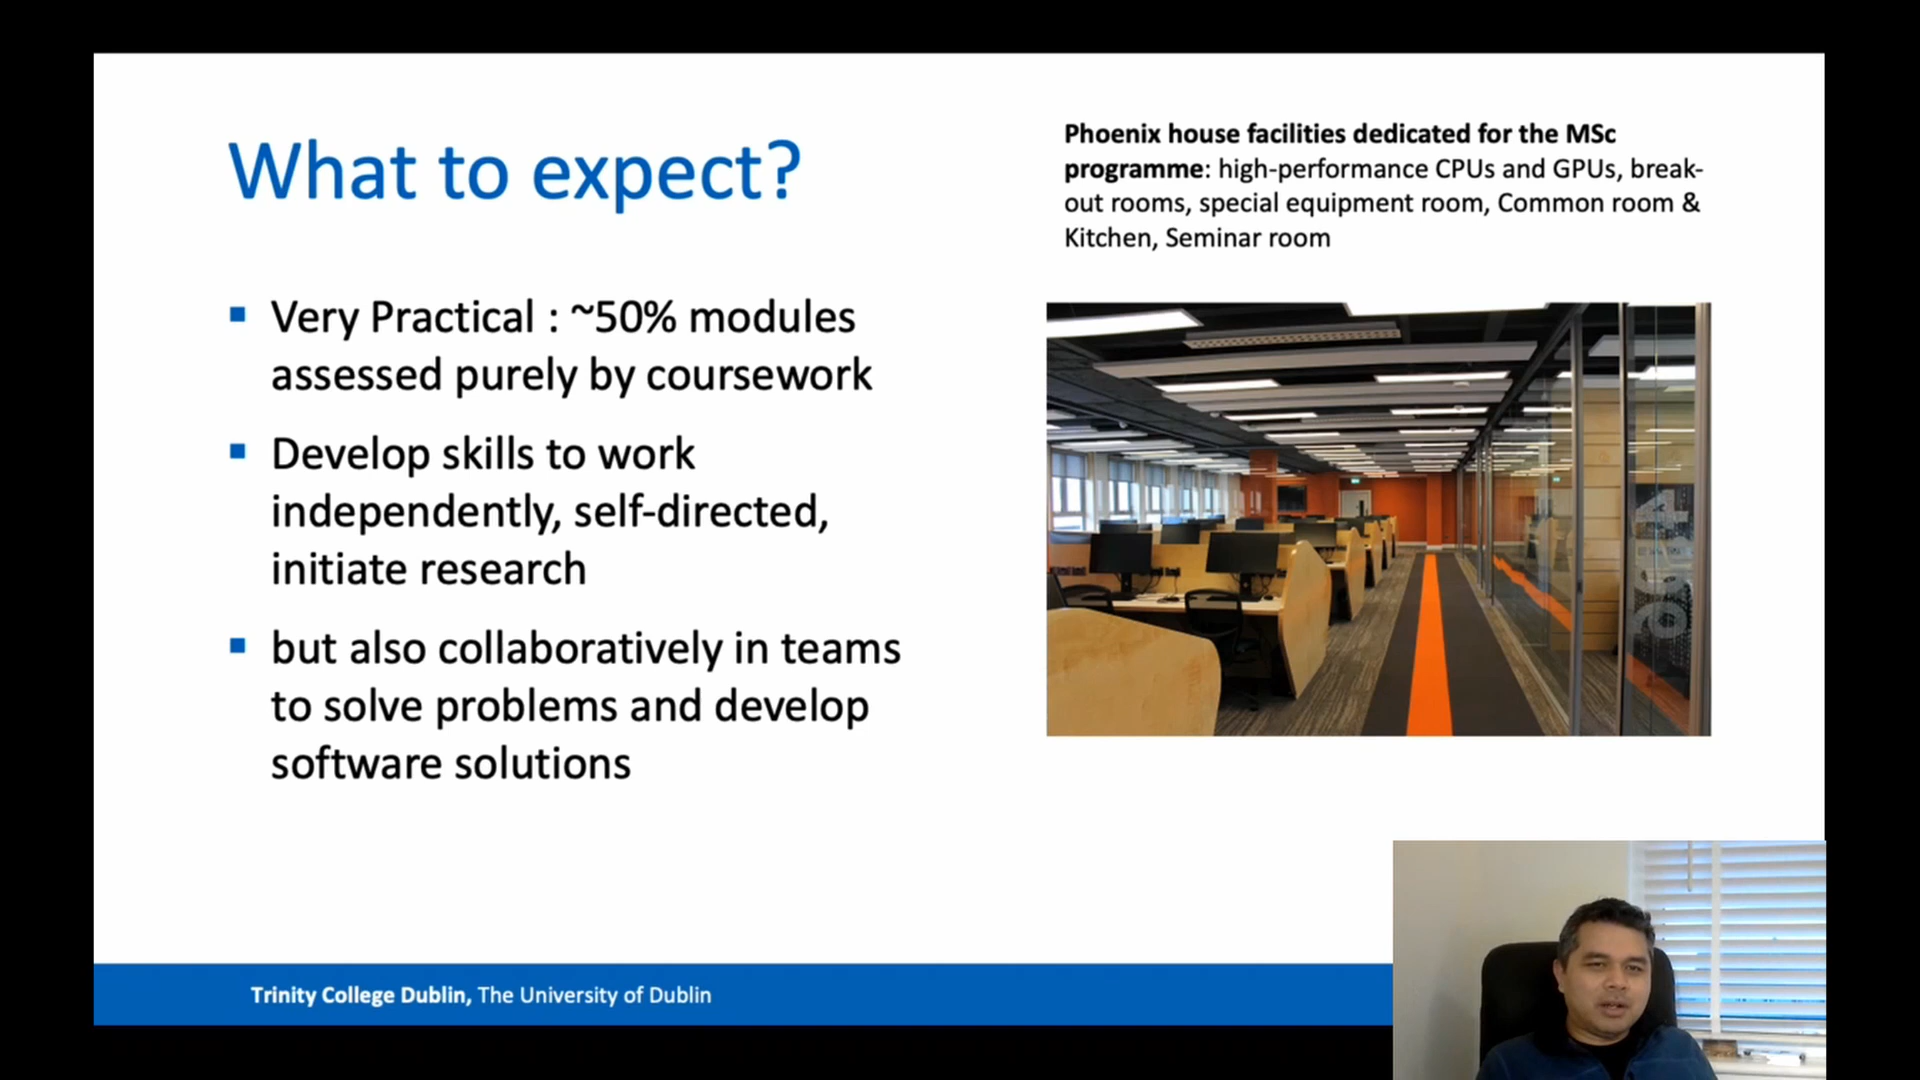 What to expect?
Very Practical : ~50% modules
assessed purely by coursework
Develop skills to work
independently, self-directed,
initiate research
but also collaboratively in teams
to solve problems and develop
software solutions
Phoenix house facilities dedicated for the MSc
programme: high-performance CPUs and GPUs, break-
out rooms, special equipment room, Common room &
Kitchen, Seminar room
Trinity College Dublin, The University of Dublin